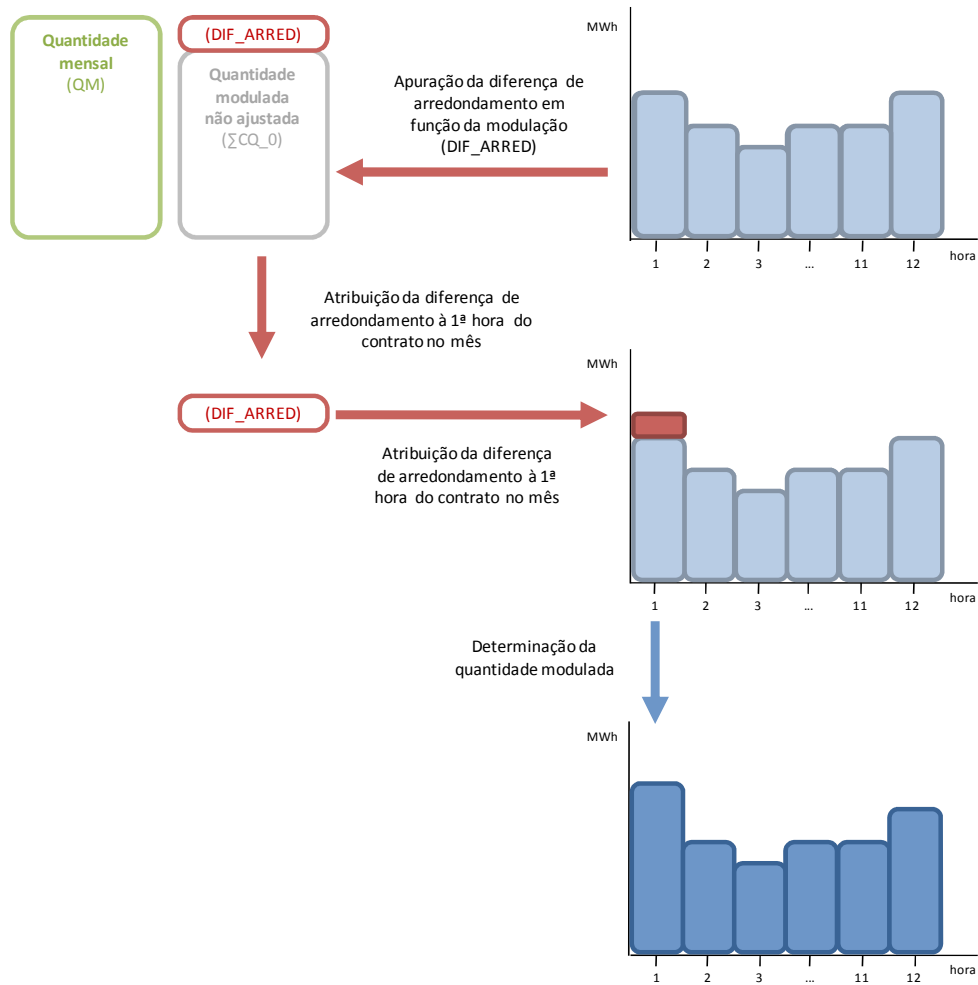 Quantidade
mensal
(QM)
(DIF_ARRED)
Quantidade
modulada
não ajustada
(∑CQ_0)
Apuração da diferença de
arredondamento em
função da modulação
(DIF_ARRED)
MWh
1 2 3 ... 11 12 hora
Atribuição da diferença de
arredondamento à 1ª hora do
contrato no mês
(DIF_ARRED)
Atribuição da diferença
de arredondamento à 1ª
hora do contrato no mês
MWh
1 2 3 ... 11 12 hora
Determinação da
quantidade modulada
MWh
1 2 3 ... 11 12 hora